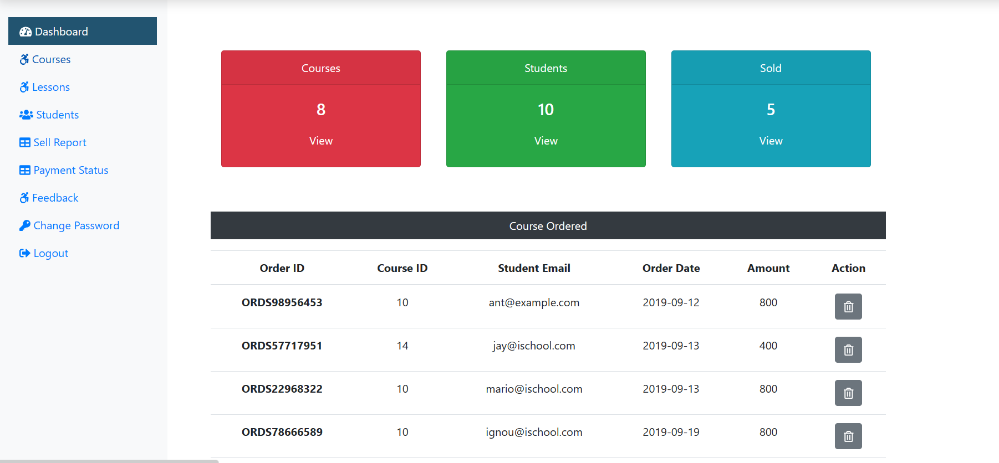 Dashboard
Courses
Lessons
Students
Sell Report
Payment Status
Feedback
Change Password
Logout
Courses
8
View
Students
10
View
Sold
5
View
Course Ordered
Order ID Course ID Student Email Order Date Amount Action
ORDS98956453 10 ant@example.com 2019-09-12 800
ORDS57717951 14 jay@ischool.com 2019-09-13 400
ORDS22968322 10 mario@ischool.com 2019-09-13 800
ORDS78666589 10 ignou@ischool.com 2019-09-19 800